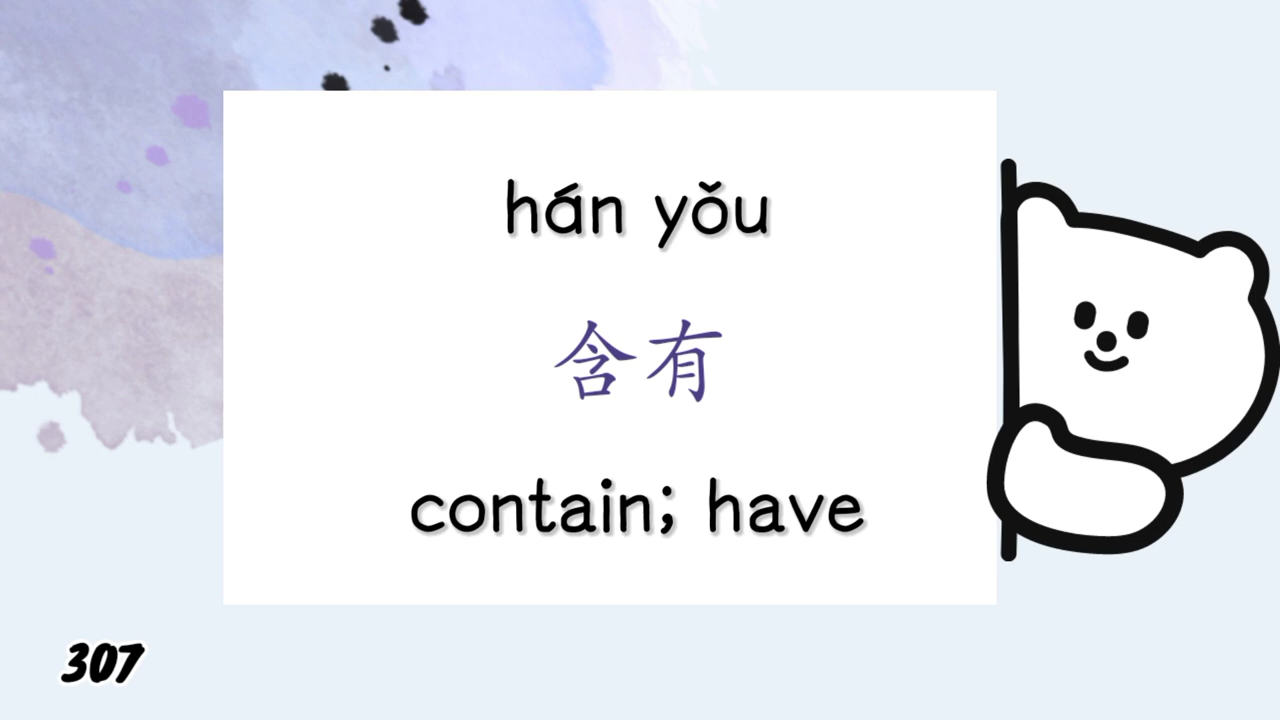 hán yǒu
含有
contain; have
307